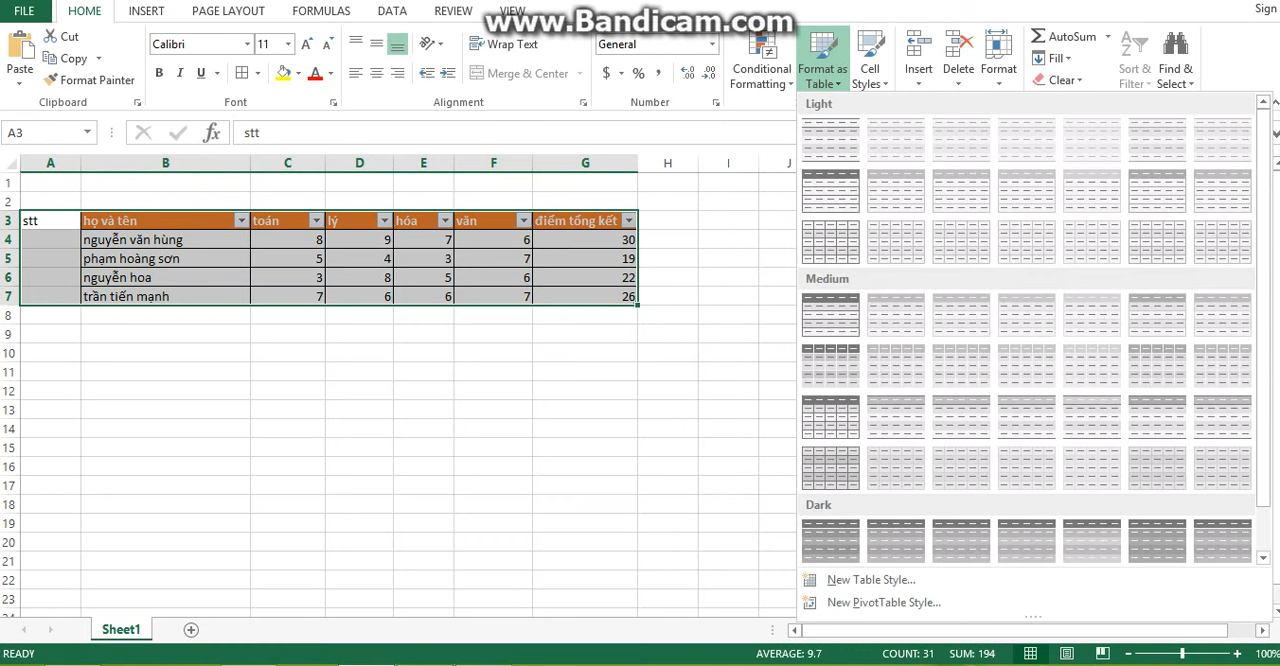 www.Bandicam.com
FILE HOME INSERT PAGE LAYOUT FORMULAS DATA REVIEW VIEW Sign
Paste
Cut
Copy
Format Painter
Clipboard
Calibri 11
B I U
Font
Wrap Text
Merge & Center
Alignment
General
$ % ,
Number
Conditional Formatting
Format as Table
Cell Styles
Insert
Delete
Format
AutoSum
Fill
Clear
Sort & Filter
Find & Select
A3 fx stt
A B C D E F G H I J
1
2
3 stt họ và tên toán lý hóa văn điểm tổng kết
4 nguyễn văn hùng 8 9 7 6 30
5 phạm hoàng sơn 5 4 3 7 19
6 nguyễn hoa 3 8 5 6 22
7 trần tiến mạnh 7 6 6 7 26
8
9
10
11
12
13
14
15
16
17
18
19
20
21
22
23
Light
Medium
Dark
New Table Style...
New PivotTable Style...
Sheet1
READY AVERAGE: 9.7 COUNT: 31 SUM: 194 100%